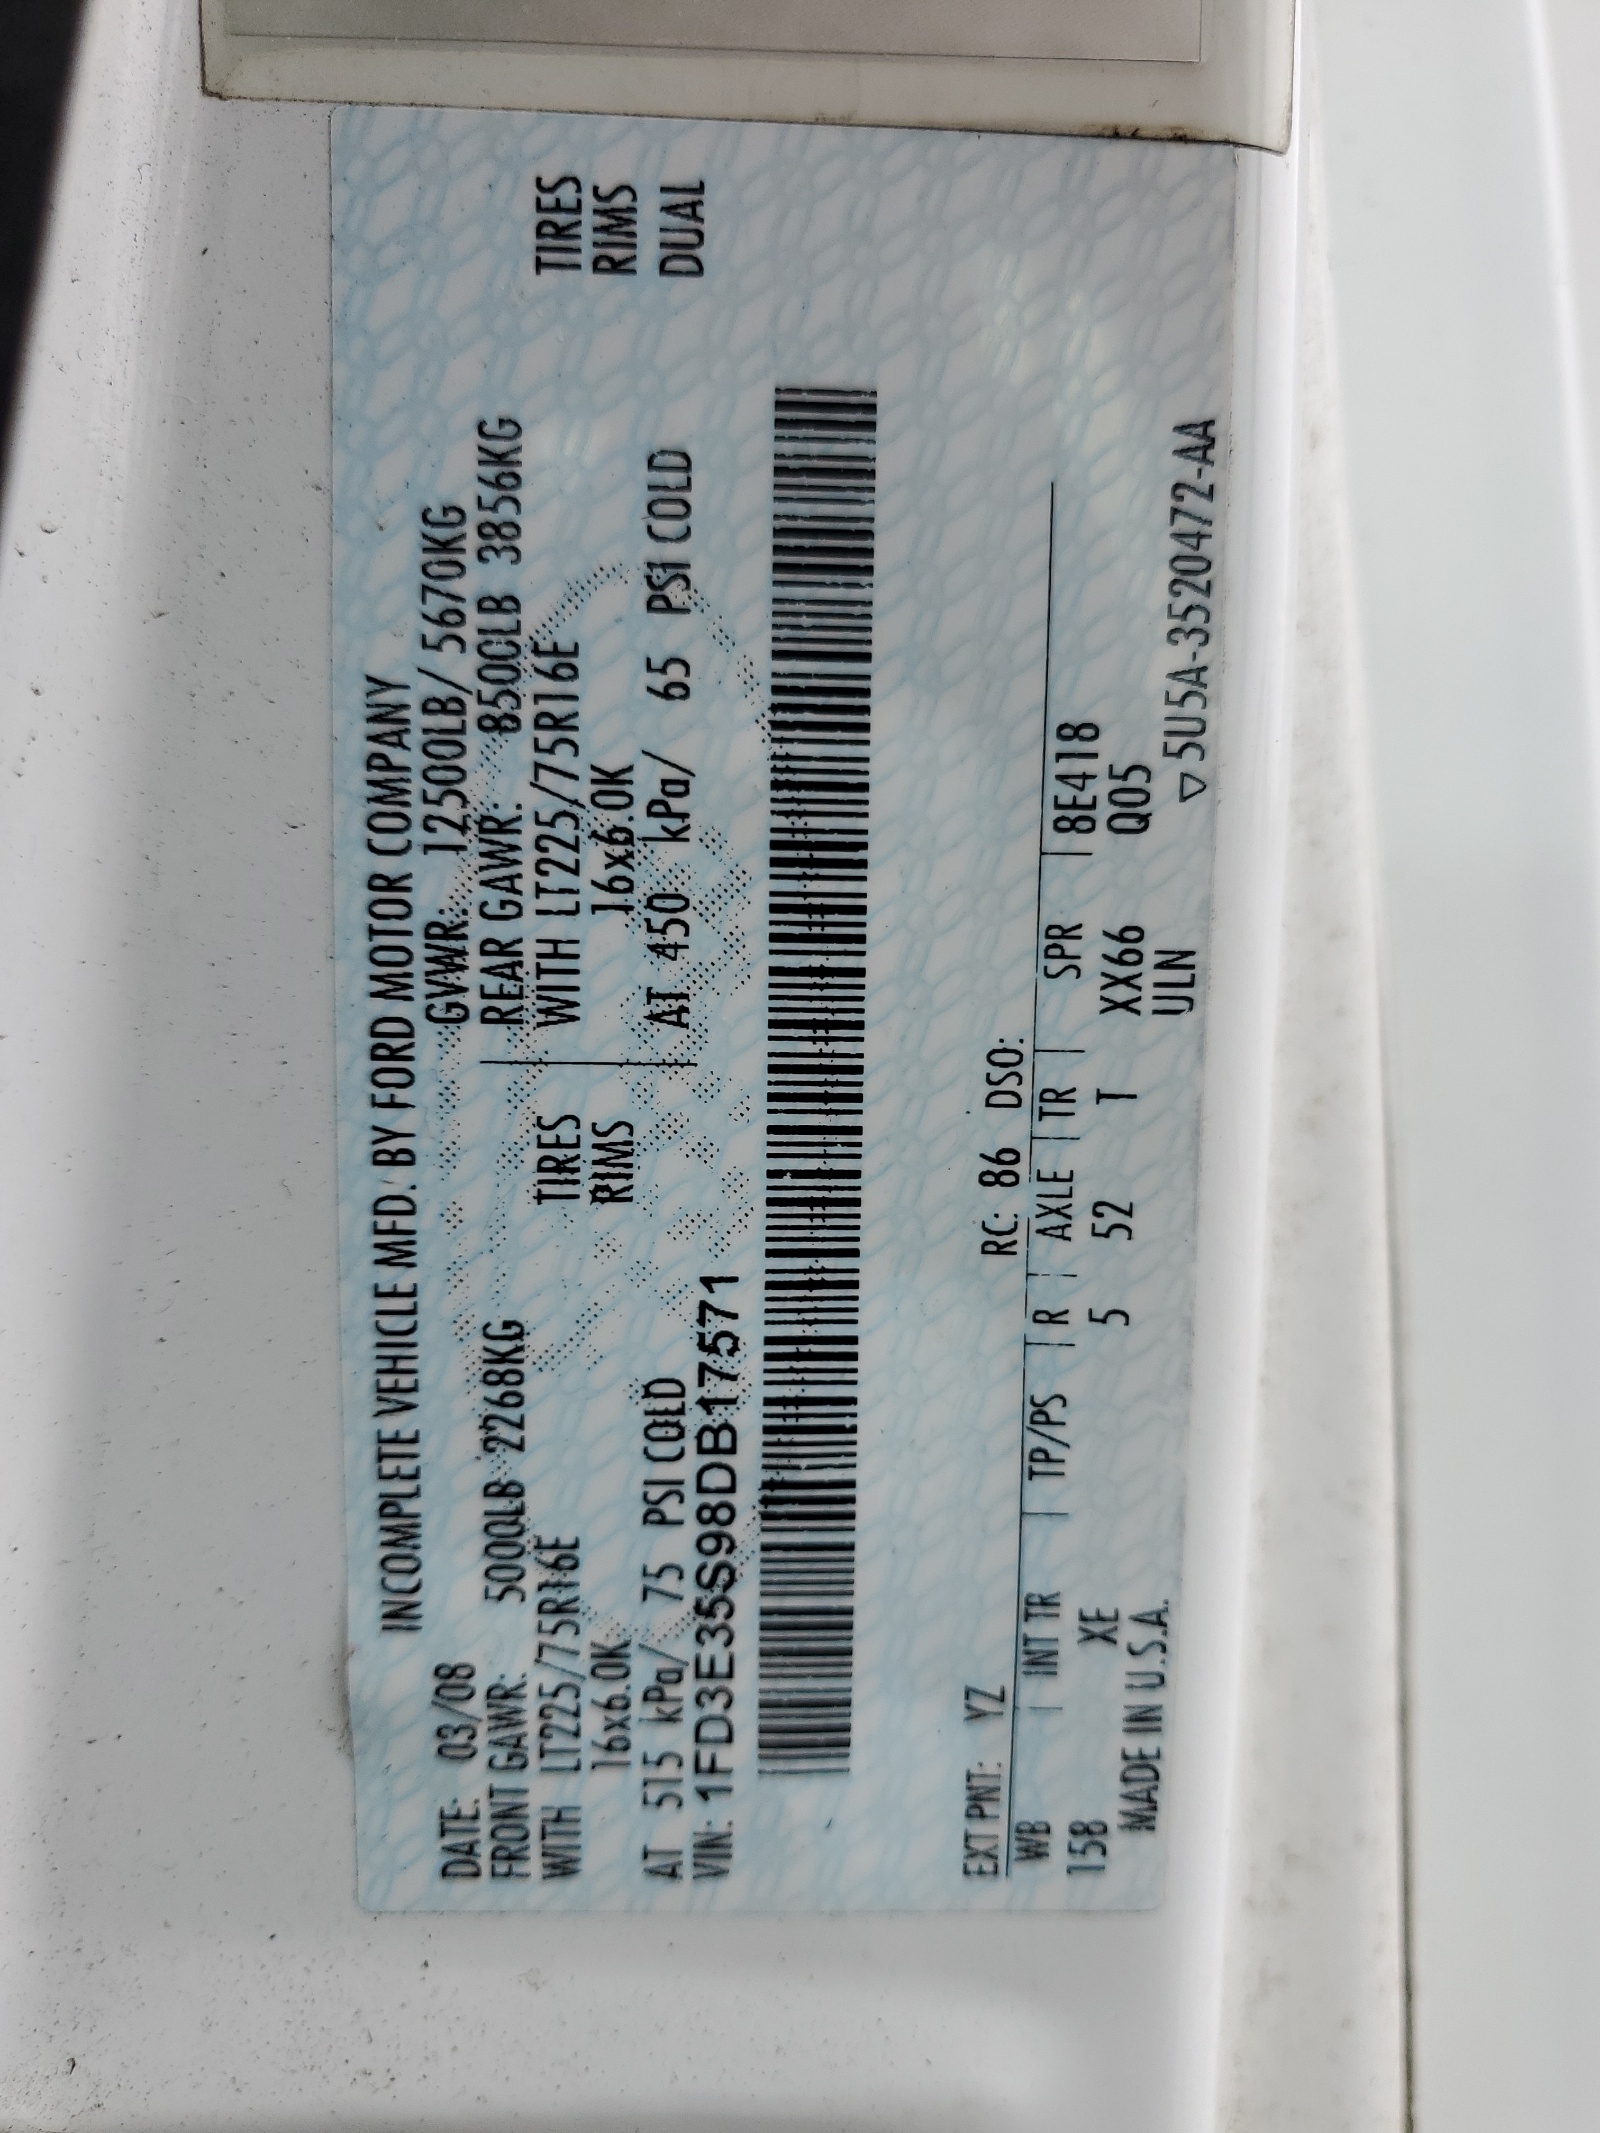 INCOMPLETE VEHICLE MFD. BY FORD MOTOR COMPANY
DATE: 03/08 GVWR: 12500LB/ 5670KG
FRONT GAWR: 5000LB 2268KG REAR GAWR: 8500LB 3856KG
WITH LT225/75R16E TIRES WITH LT225/75R16E TIRES
16x6.0K RIMS 16x6.0K RIMS
AT 515 kPa/ 75 PSI COLD AT 450 kPa/ 65 PSI COLD DUAL
VIN: 1FD3E35S98DB17571
EXT PNT: YZ RC: 86 DSO:
WB | INT TR | TP/PS | R | AXLE | TR | SPR | 8E418
158 XE 5 52 T XX66 Q05
MADE IN U.S.A. ULN
▽ 5U5A-3520472-AA